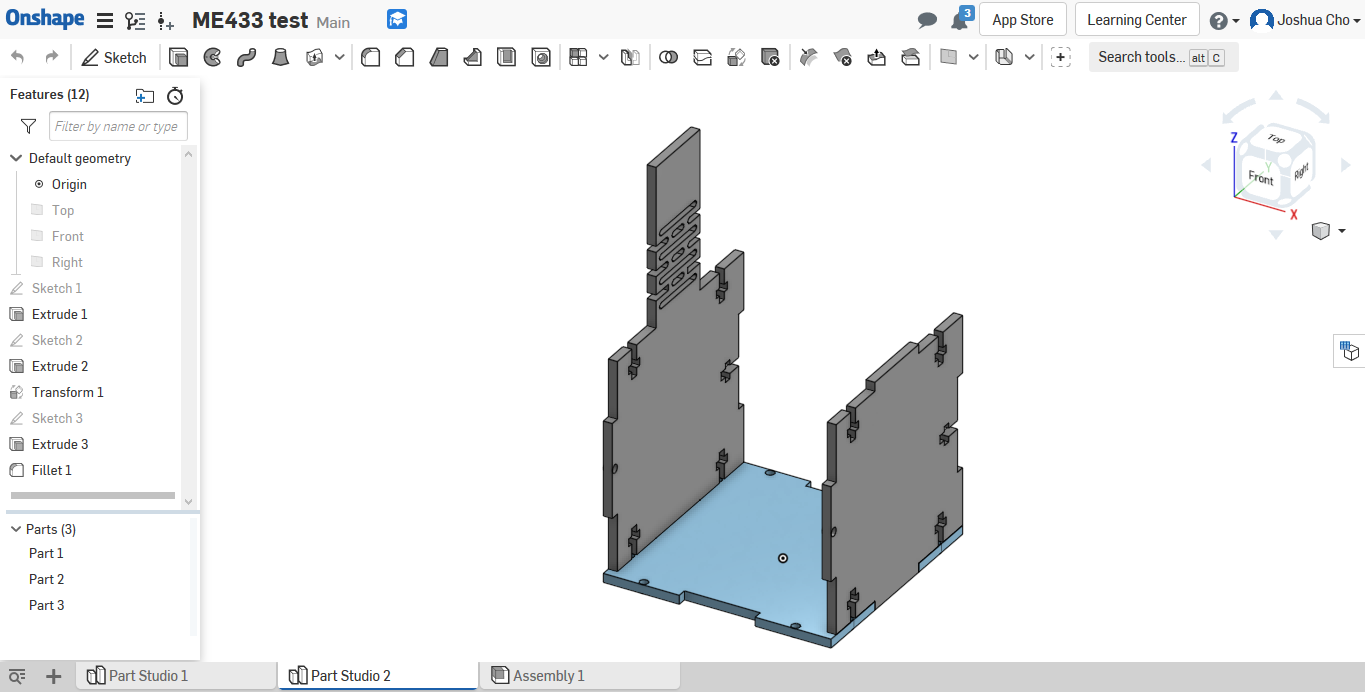 Onshape ME433 test Main 3 App Store Learning Center ? Joshua Cho
Sketch Search tools... alt C
Features (12)
Filter by name or type
Default geometry
Origin
Top
Front
Right
Sketch 1
Extrude 1
Sketch 2
Extrude 2
Transform 1
Sketch 3
Extrude 3
Fillet 1
Parts (3)
Part 1
Part 2
Part 3
Z
Top
Y
Front Right
X
Part Studio 1 Part Studio 2 Assembly 1